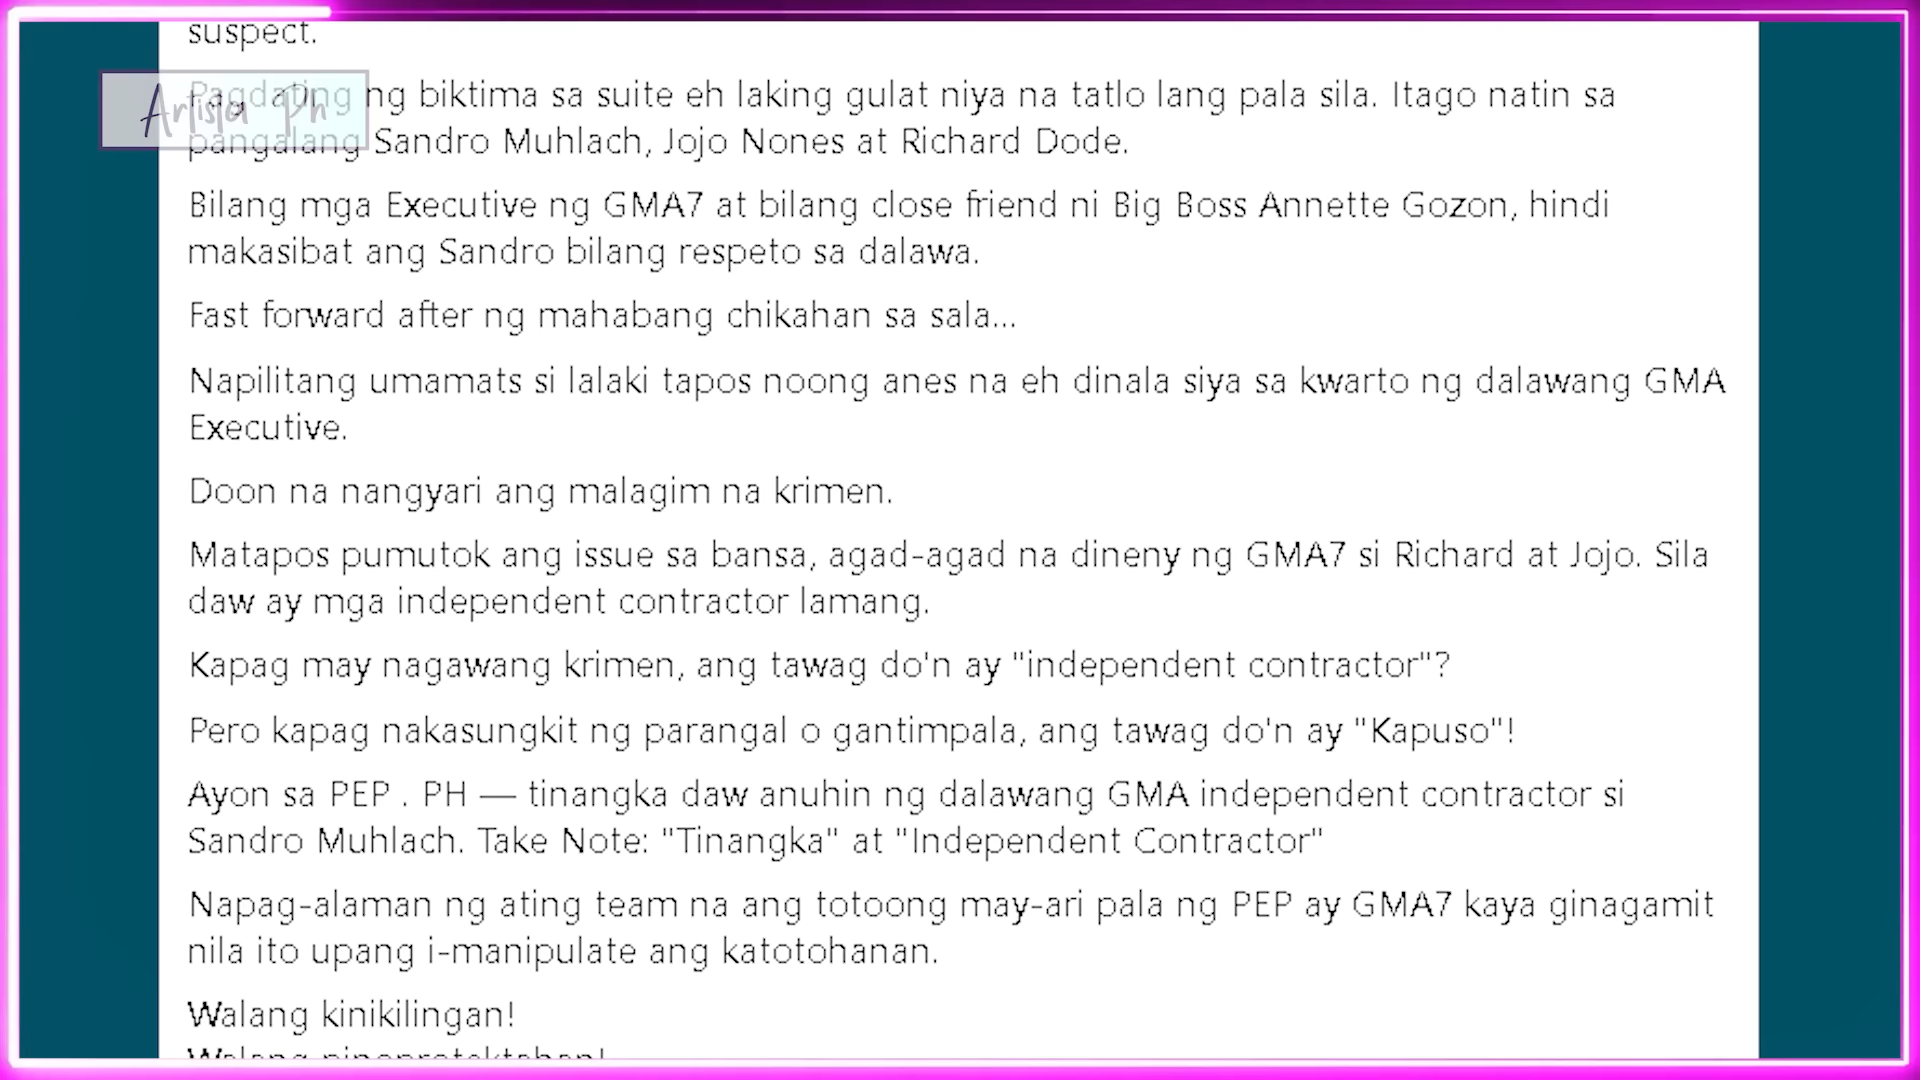 suspect.
Artista Ph
Pagdating ng biktima sa suite eh laking gulat niya na tatlo lang pala sila. Itago natin sa
pangalang Sandro Muhlach, Jojo Nones at Richard Dode.
Bilang mga Executive ng GMA7 at bilang close friend ni Big Boss Annette Gozon, hindi
makasibat ang Sandro bilang respeto sa dalawa.
Fast forward after ng mahabang chikahan sa sala...
Napilitang umamats si lalaki tapos noong anes na eh dinala siya sa kwarto ng dalawang GMA
Executive.
Doon na nangyari ang malagim na krimen.
Matapos pumutok ang issue sa bansa, agad-agad na dineny ng GMA7 si Richard at Jojo. Sila
daw ay mga independent contractor lamang.
Kapag may nagawang krimen, ang tawag do'n ay "independent contractor"?
Pero kapag nakasungkit ng parangal o gantimpala, ang tawag do'n ay "Kapuso"!
Ayon sa PEP . PH — tinangka daw anuhin ng dalawang GMA independent contractor si
Sandro Muhlach. Take Note: "Tinangka" at "Independent Contractor"
Napag-alaman ng ating team na ang totoong may-ari pala ng PEP ay GMA7 kaya ginagamit
nila ito upang i-manipulate ang katotohanan.
Walang kinikilingan!
Walang pinoprotektahan!